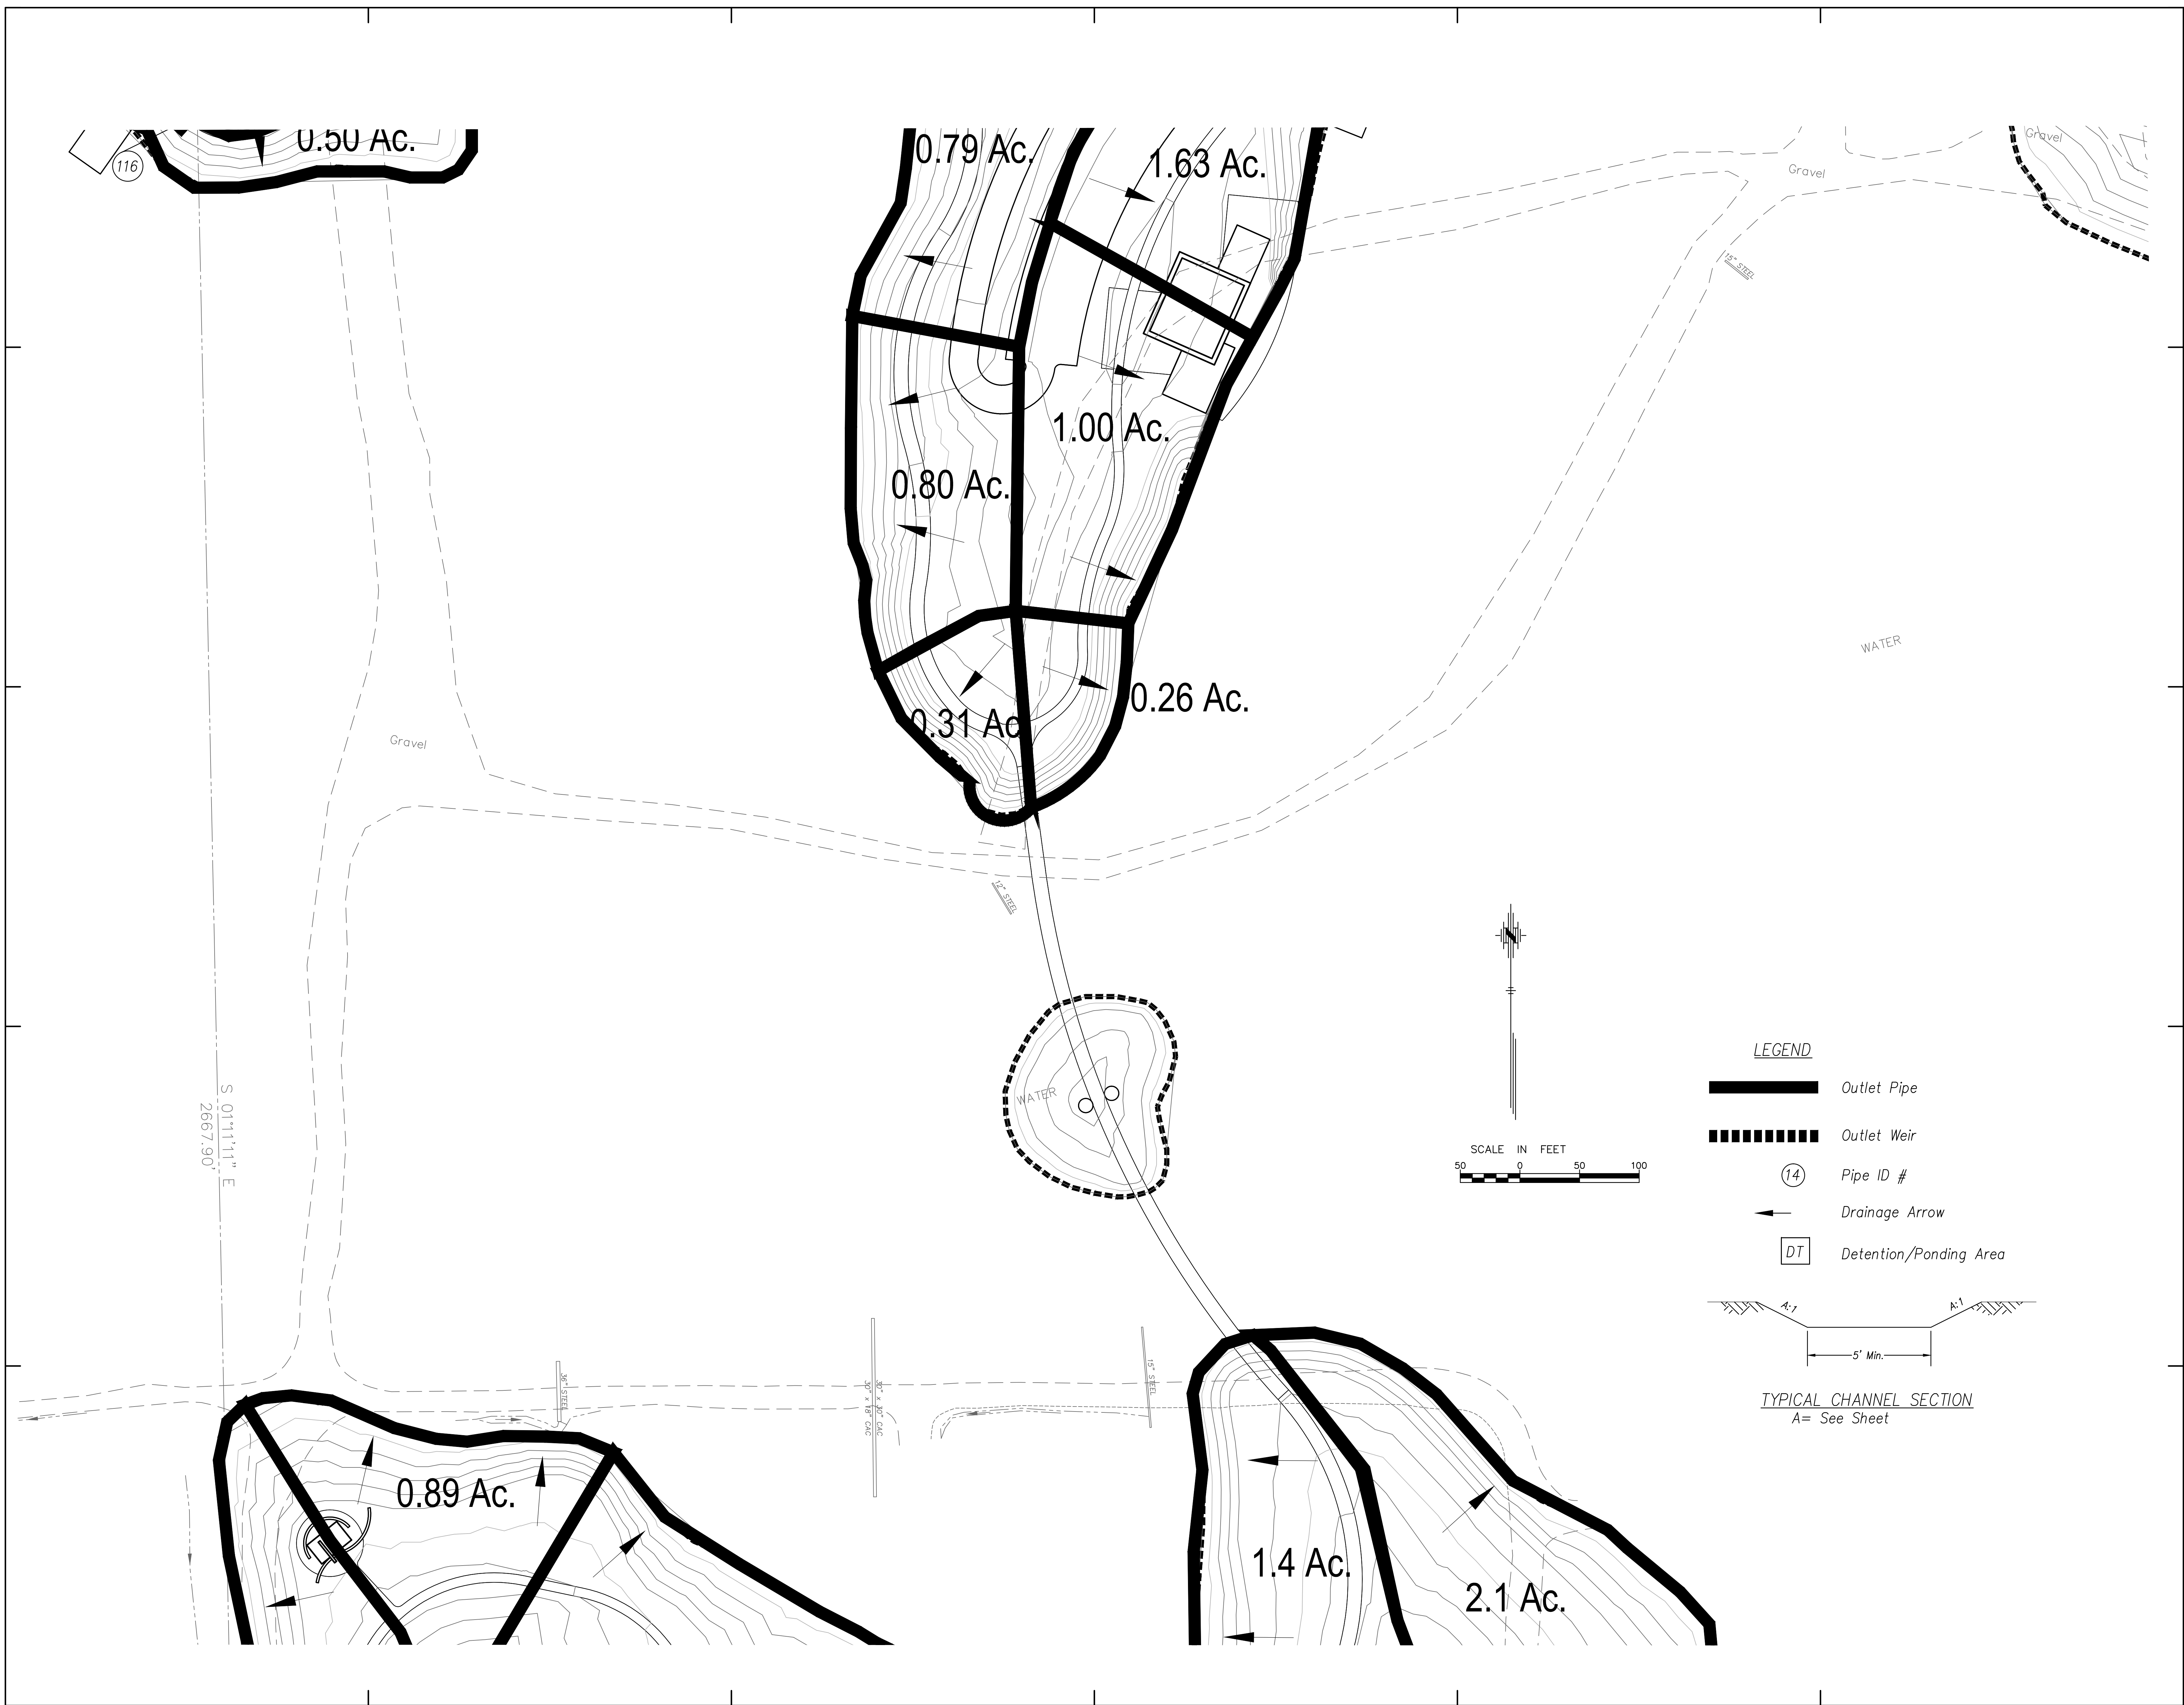 0.50 Ac.
116
0.79 Ac.
1.63 Ac.
Gravel
Gravel
15" STEEL
1.00 Ac.
0.80 Ac.
WATER
0.26 Ac.
0.31 Ac
Gravel
12" STEEL
WATER
S 01°11'11" E
2667.90'
SCALE IN FEET
50 0 50 100
LEGEND
Outlet Pipe
Outlet Weir
14 Pipe ID #
Drainage Arrow
DT Detention/Ponding Area
A:1 A:1
5' Min.
TYPICAL CHANNEL SECTION
A= See Sheet
36" STEEL
30" x 30" CAC
30" x 18" CAC
15" STEEL
0.89 Ac.
1.4 Ac.
2.1 Ac.